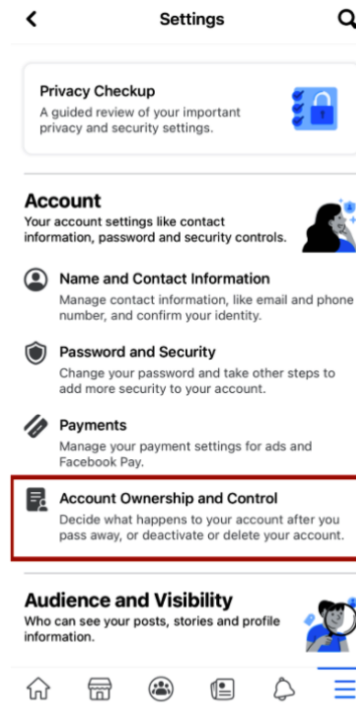 Settings
Privacy Checkup
A guided review of your important
privacy and security settings.
Account
Your account settings like contact
information, password and security controls.
Name and Contact Information
Manage contact information, like email and phone
number, and confirm your identity.
Password and Security
Change your password and take other steps to
add more security to your account.
Payments
Manage your payment settings for ads and
Facebook Pay.
Account Ownership and Control
Decide what happens to your account after you
pass away, or deactivate or delete your account.
Audience and Visibility
Who can see your posts, stories and profile
information.